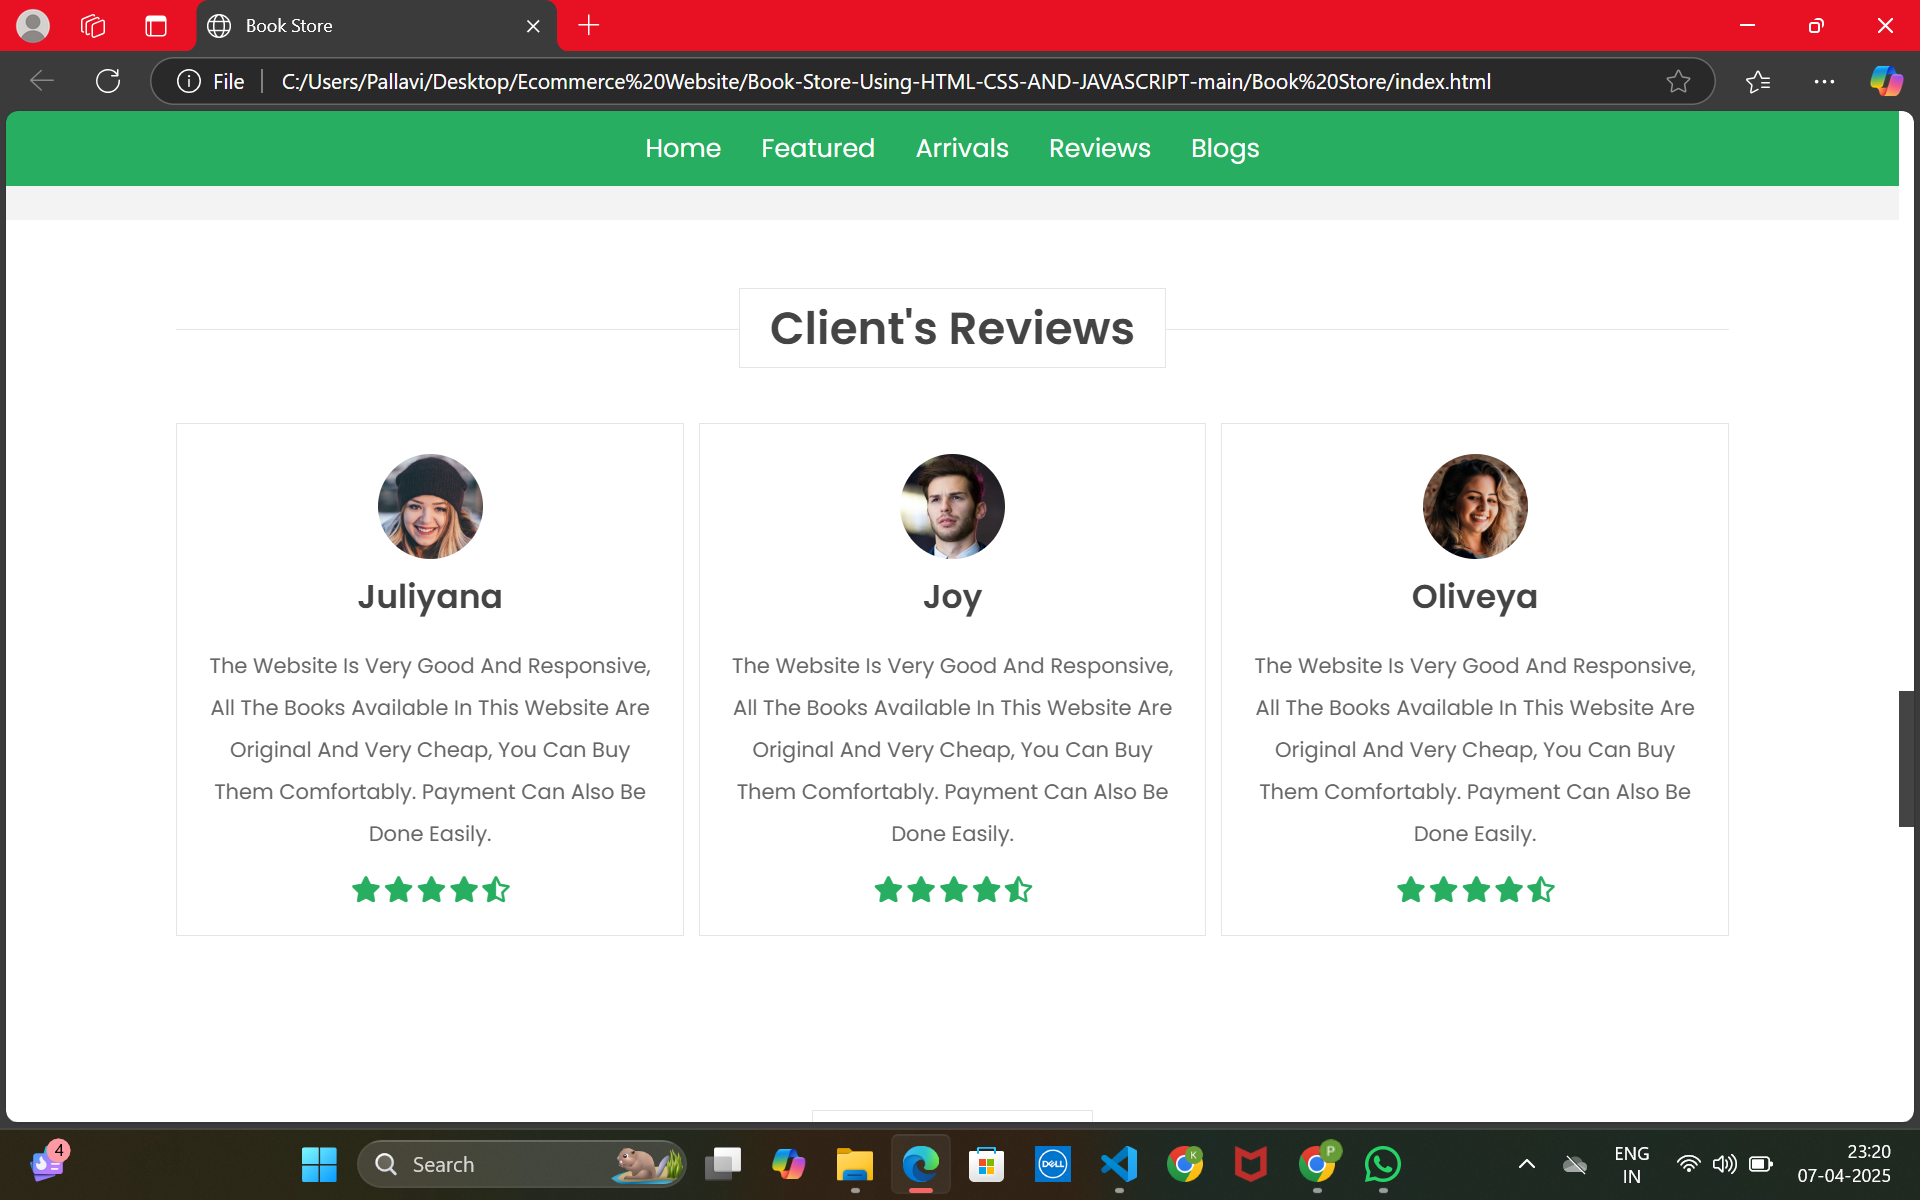 Book Store
File
C:/Users/Pallavi/Desktop/Ecommerce%20Website/Book-Store-Using-HTML-CSS-AND-JAVASCRIPT-main/Book%20Store/index.html
Home Featured Arrivals Reviews Blogs
Client's Reviews
Juliyana
The Website Is Very Good And Responsive,
All The Books Available In This Website Are
Original And Very Cheap, You Can Buy
Them Comfortably. Payment Can Also Be
Done Easily.
Joy
The Website Is Very Good And Responsive,
All The Books Available In This Website Are
Original And Very Cheap, You Can Buy
Them Comfortably. Payment Can Also Be
Done Easily.
Oliveya
The Website Is Very Good And Responsive,
All The Books Available In This Website Are
Original And Very Cheap, You Can Buy
Them Comfortably. Payment Can Also Be
Done Easily.
4
Search
DELL
K
P
ENG
IN
23:20
07-04-2025